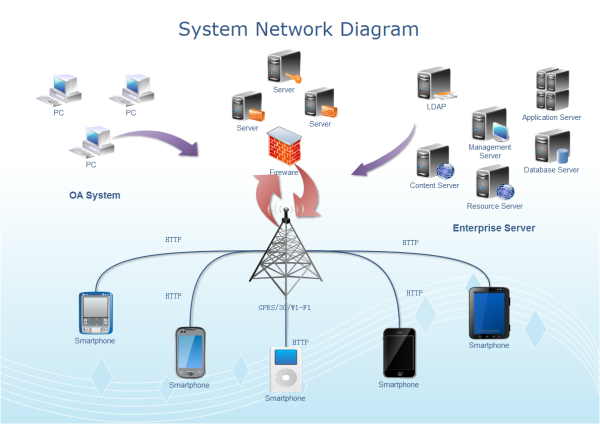 System Network Diagram
PC
PC
PC
OA System
Server
Server
Server
Fireware
LDAP
Application Server
Management
Server
Database Server
Content Server
Resource Server
Enterprise Server
HTTP
HTTP
HTTP
HTTP
HTTP
GPRS/3G/Wi-Fi
Smartphone
Smartphone
Smartphone
Smartphone
Smartphone